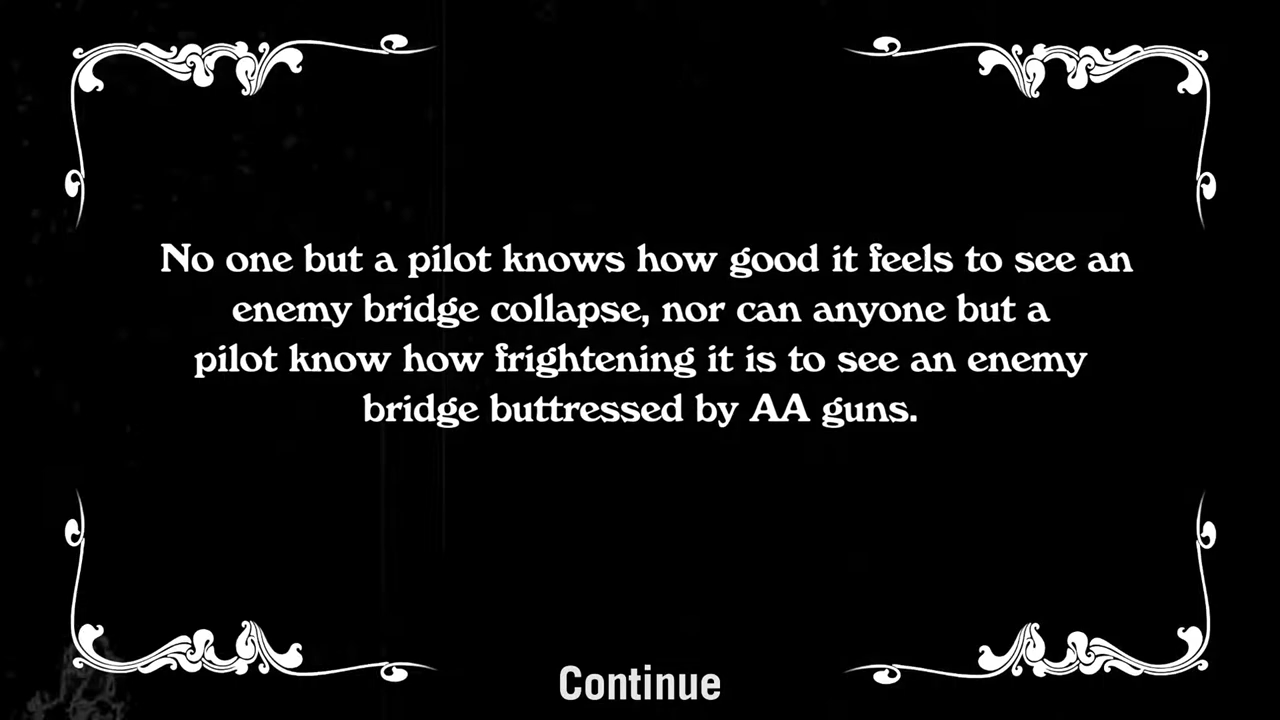 No one but a pilot knows how good it feels to see an
enemy bridge collapse, nor can anyone but a
pilot know how frightening it is to see an enemy
bridge buttressed by AA guns.
Continue